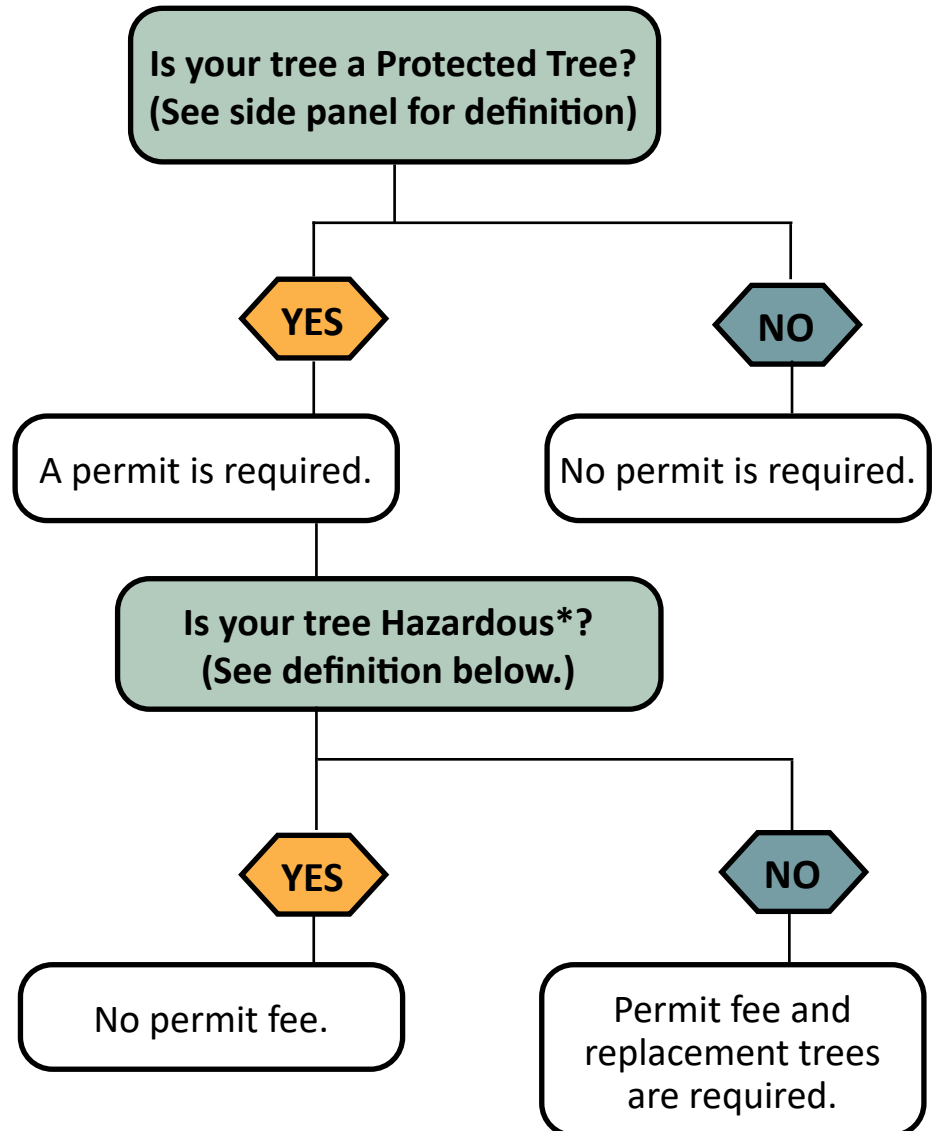 Is your tree a Protected Tree?
(See side panel for definition)
YES
NO
A permit is required.
No permit is required.
Is your tree Hazardous*?
(See definition below.)
YES
NO
No permit fee.
Permit fee and
replacement trees
are required.